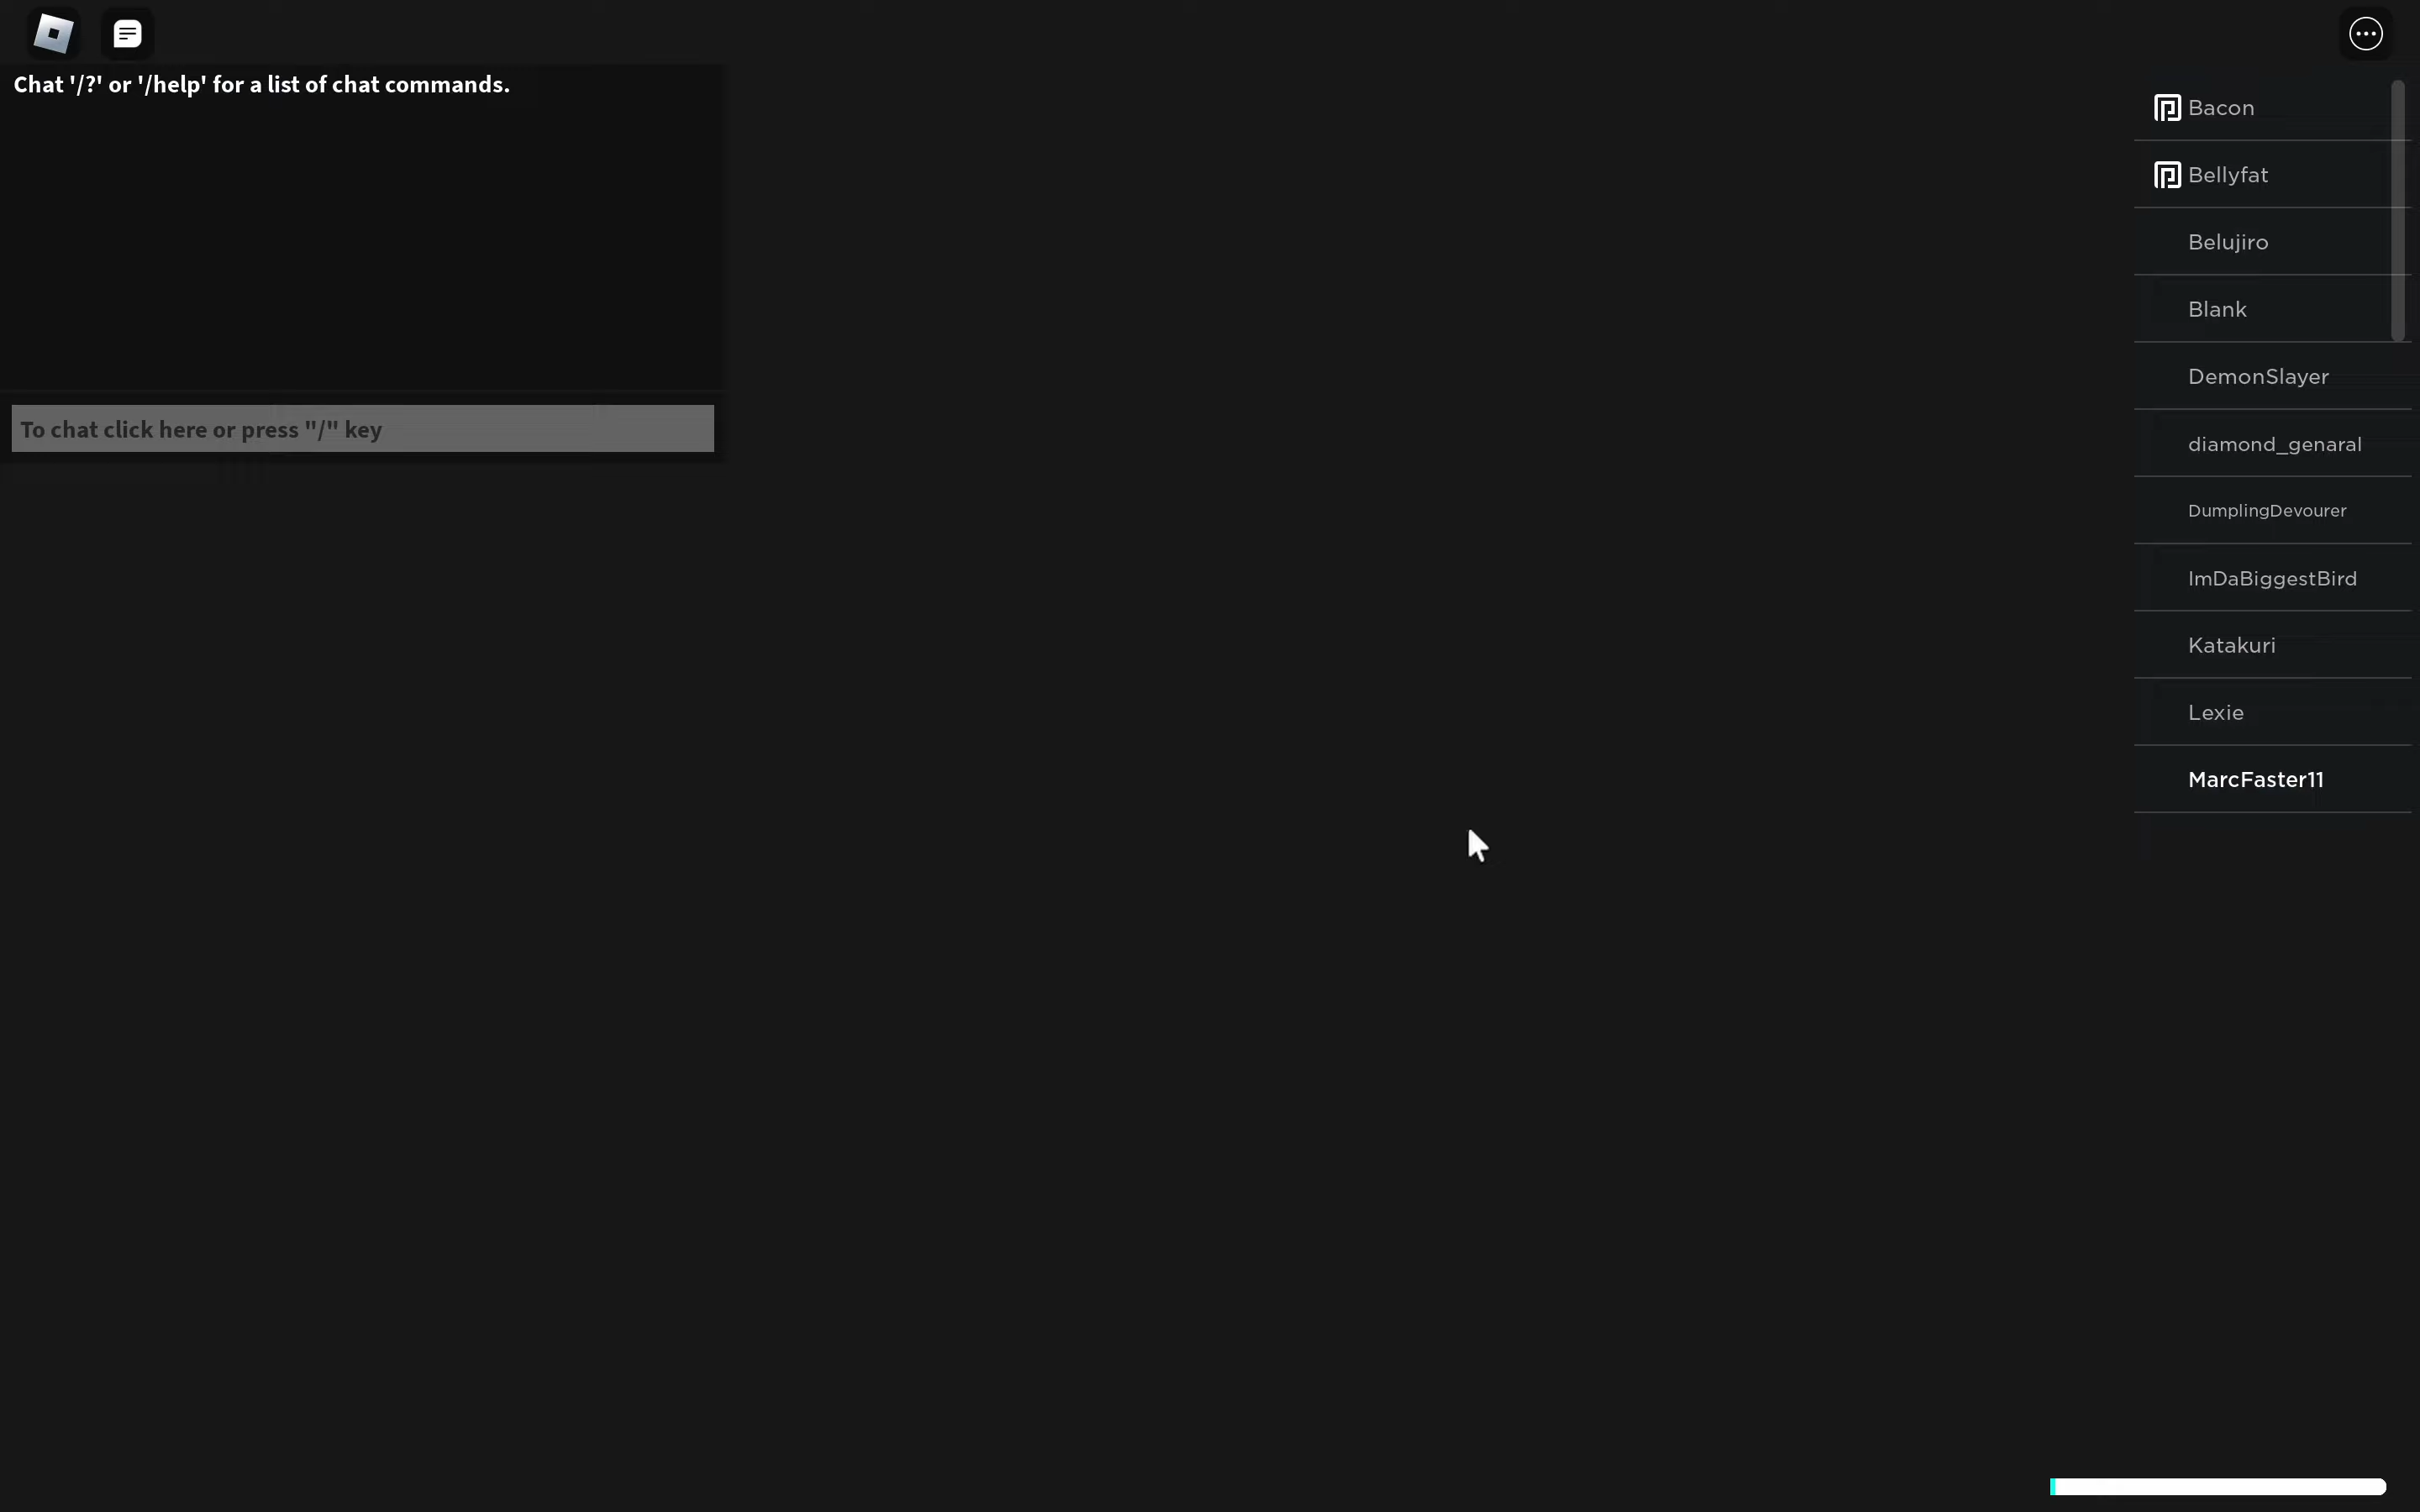 Chat '/?' or '/help' for a list of chat commands.
To chat click here or press "/" key
Bacon
Bellyfat
Belujiro
Blank
DemonSlayer
diamond_genaral
DumplingDevourer
ImDaBiggestBird
Katakuri
Lexie
MarcFaster11